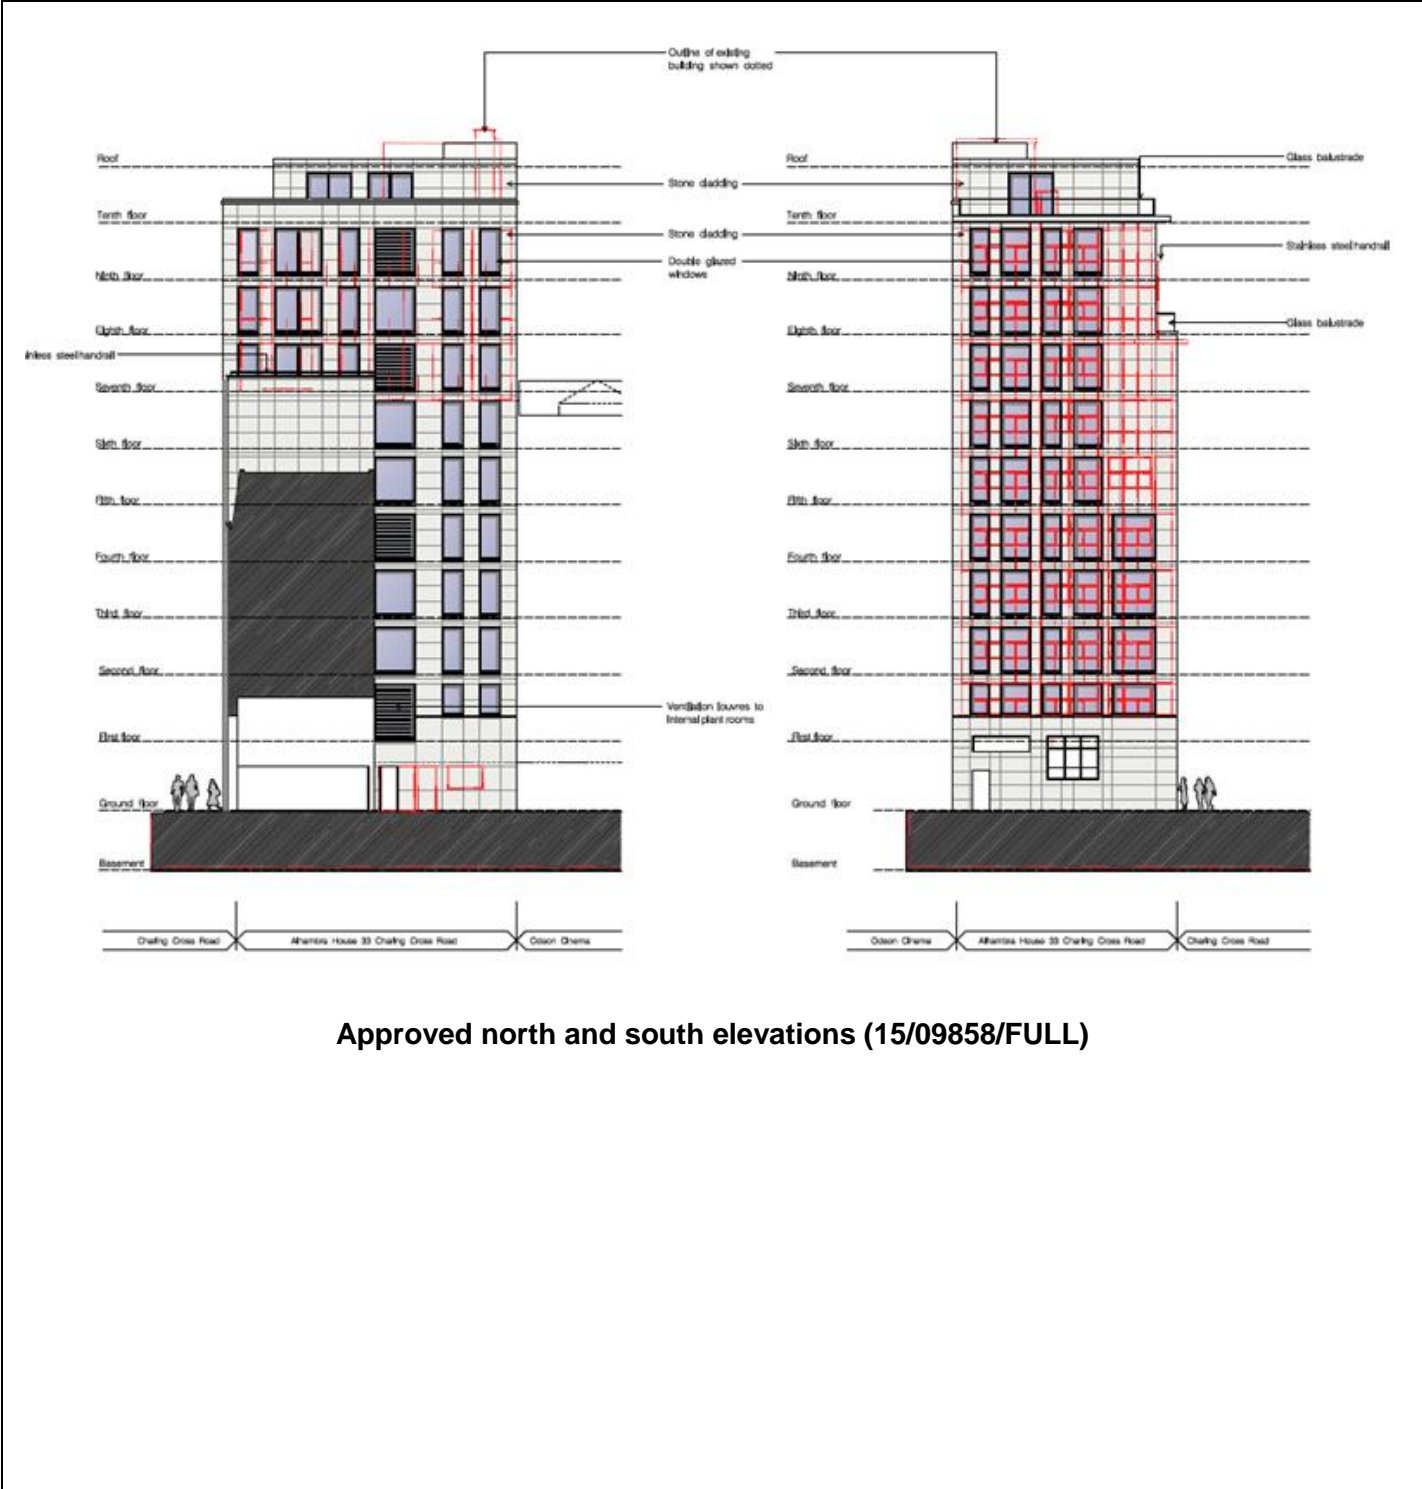 Outline of existing
building shown dotted
Roof
Roof
Glass balustrade
Stone cladding
Tenth floor
Tenth floor
Stone cladding
Stainless steel handrail
Double glazed
windows
Ninth floor
Ninth floor
Eighth floor
Eighth floor
Glass balustrade
inless steel handrail
Seventh floor
Seventh floor
Sixth floor
Sixth floor
Fifth floor
Fifth floor
Fourth floor
Fourth floor
Third floor
Third floor
Second floor
Second floor
Ventilation louvres to
internal plant rooms
First floor
First floor
Ground floor
Ground floor
Basement
Basement
Charing Cross Road
Alhambra House 33 Charing Cross Road
Odeon Cinema
Odeon Cinema
Alhambra House 33 Charing Cross Road
Charing Cross Road
Approved north and south elevations (15/09858/FULL)